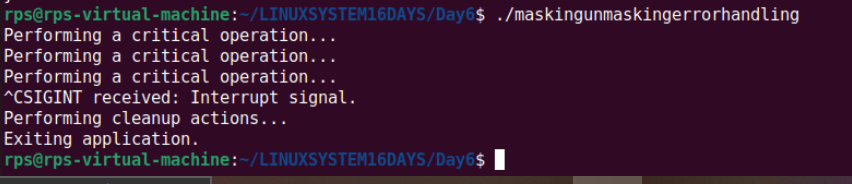 rps@rps-virtual-machine:~/LINUXSYSTEM16DAYS/Day6$ ./maskingunmaskingerrorhandling
Performing a critical operation...
Performing a critical operation...
Performing a critical operation...
^CSIGINT received: Interrupt signal.
Performing cleanup actions...
Exiting application.
rps@rps-virtual-machine:~/LINUXSYSTEM16DAYS/Day6$